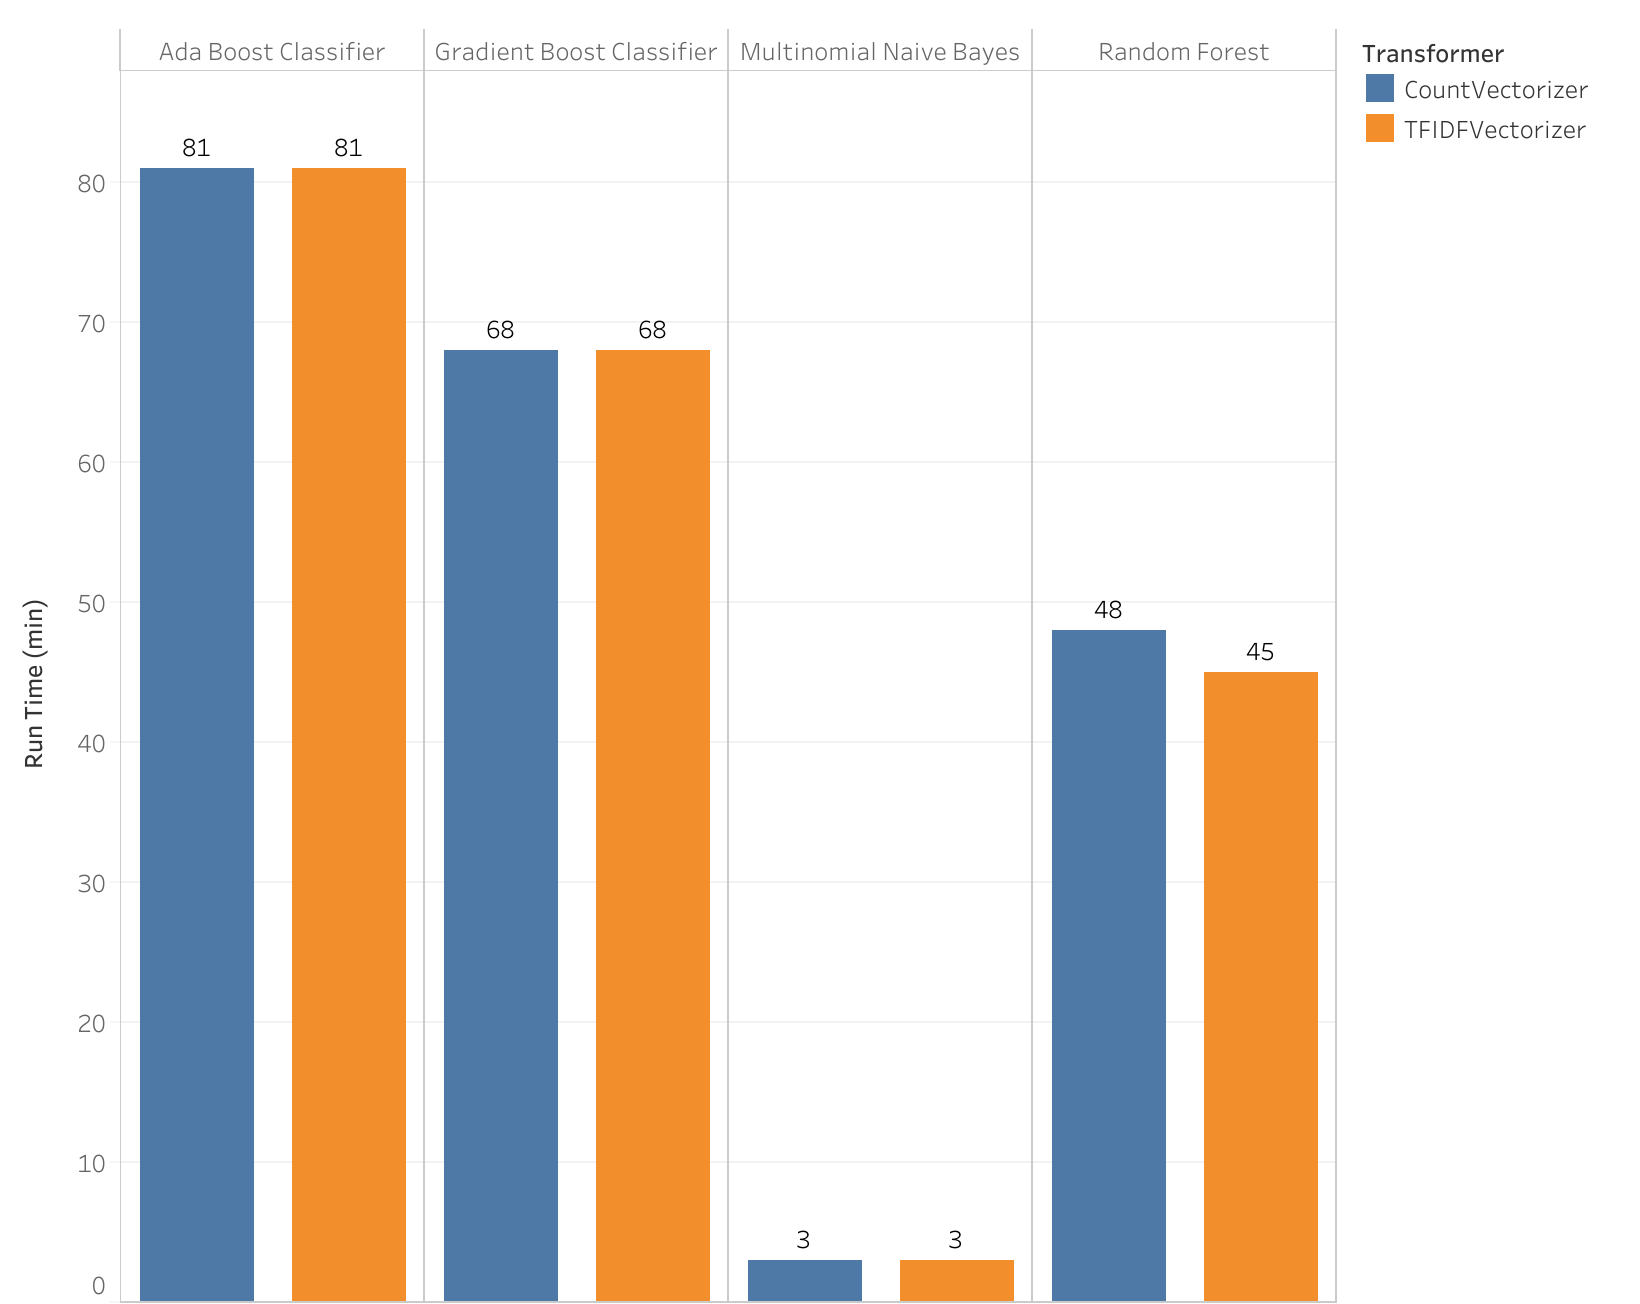 Ada Boost Classifier
Gradient Boost Classifier
Multinomial Naive Bayes
Random Forest
Transformer
CountVectorizer
TFIDFVectorizer
81
81
68
68
3
3
48
45
80
70
60
50
40
30
20
10
0
Run Time (min)